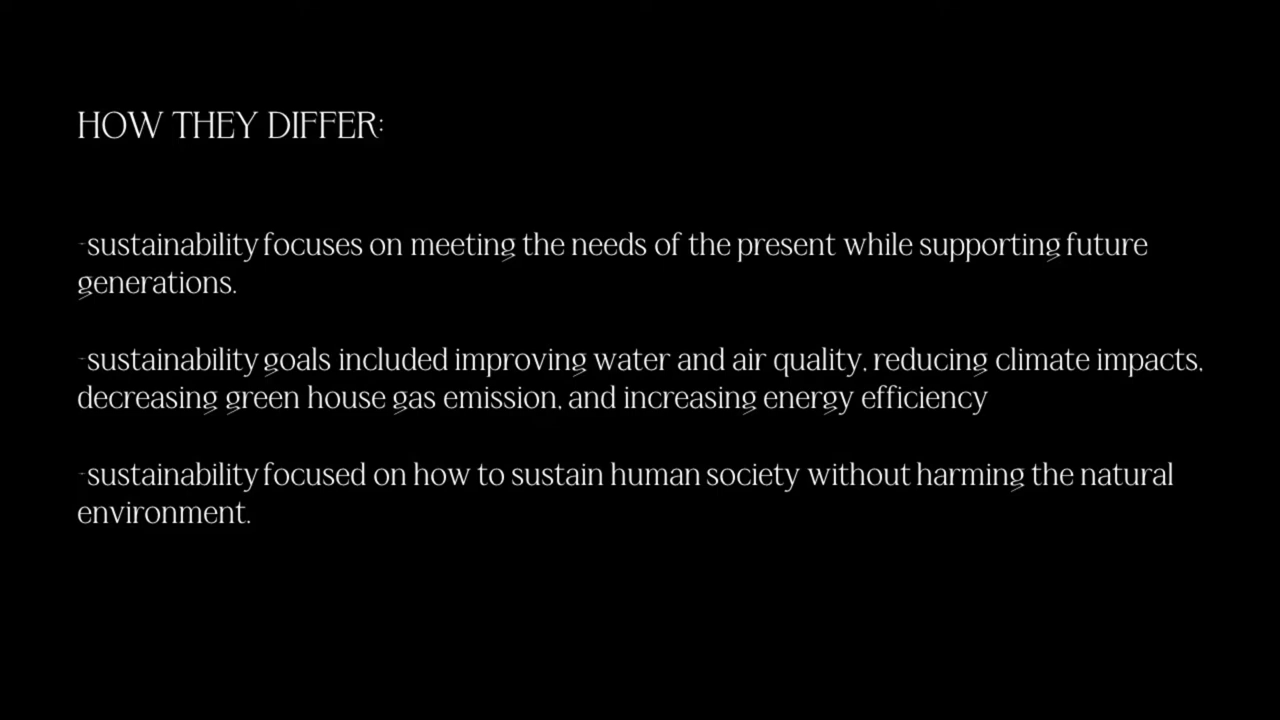 HOW THEY DIFFER:
-sustainability focuses on meeting the needs of the present while supporting future
generations.
-sustainability goals included improving water and air quality, reducing climate impacts,
decreasing green house gas emission, and increasing energy efficiency
-sustainability focused on how to sustain human society without harming the natural
environment.